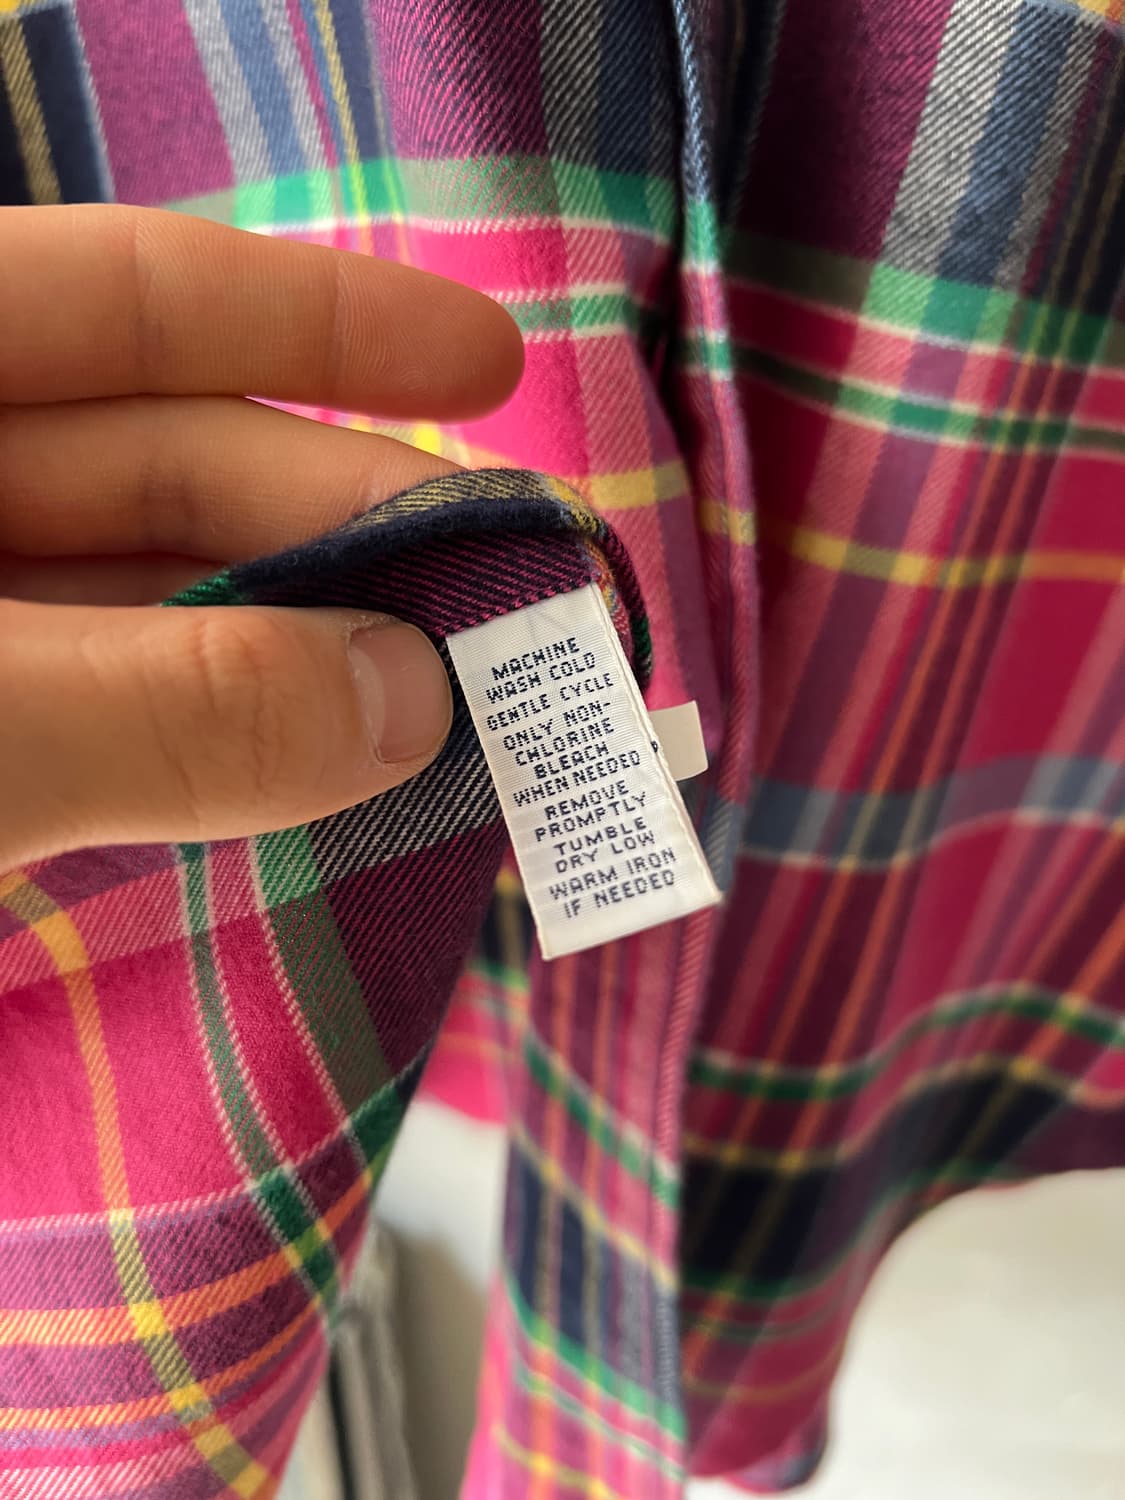 MACHINE
WASH COLD
GENTLE CYCLE
ONLY NON-
CHLORINE
BLEACH
WHEN NEEDED
REMOVE
PROMPTLY
TUMBLE
DRY LOW
WARM IRON
IF NEEDED